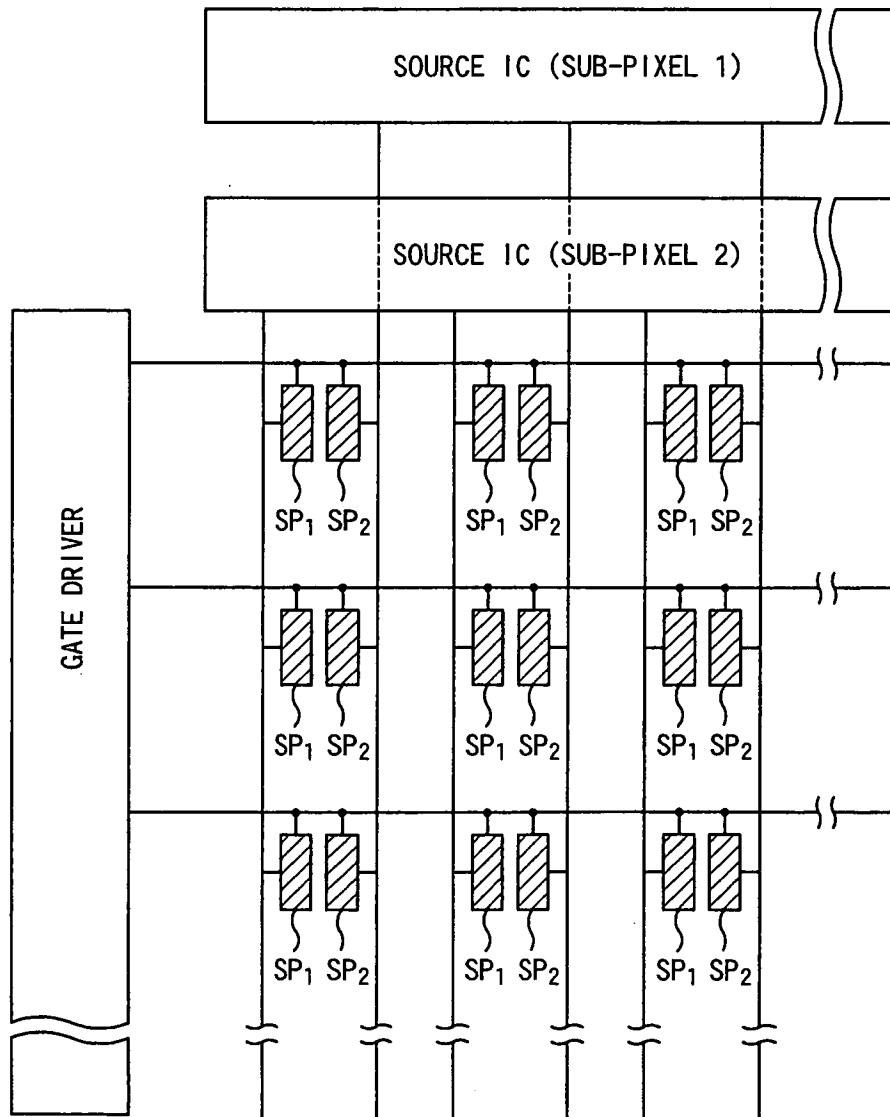 SOURCE IC (SUB-PIXEL 1)
SOURCE IC (SUB-PIXEL 2)
GATE DRIVER
SP₁ SP₂ SP₁ SP₂ SP₁ SP₂
SP₁ SP₂ SP₁ SP₂ SP₁ SP₂
SP₁ SP₂ SP₁ SP₂ SP₁ SP₂